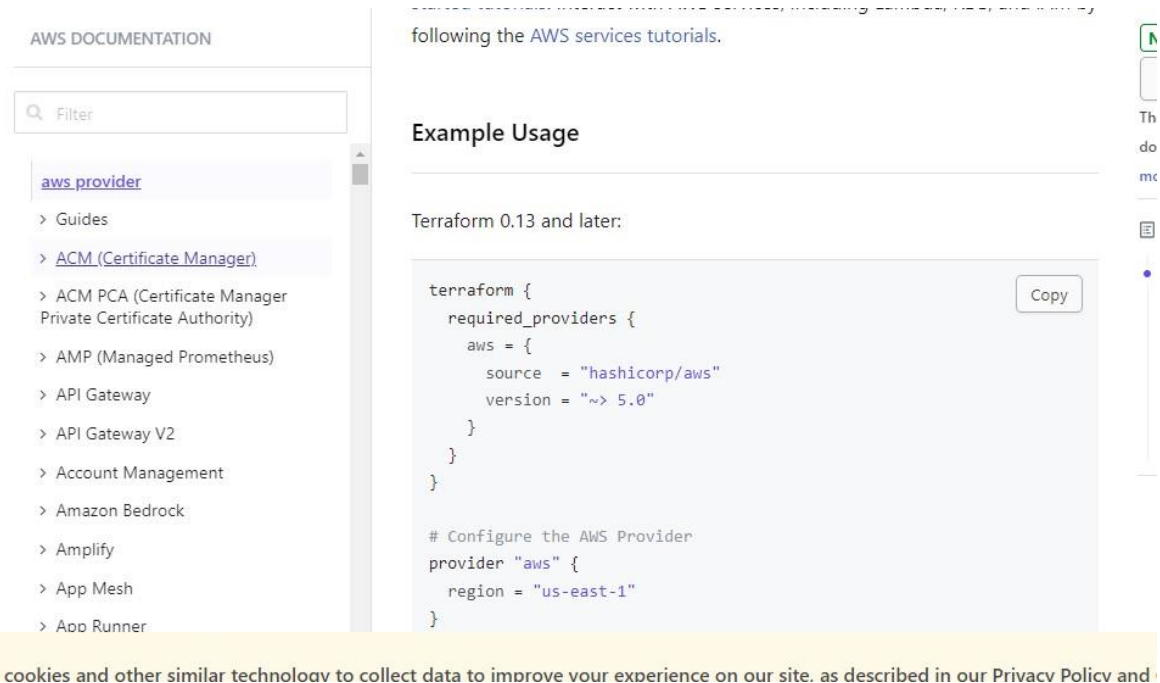 AWS DOCUMENTATION
Filter
aws provider
> Guides
> ACM (Certificate Manager)
> ACM PCA (Certificate Manager
Private Certificate Authority)
> AMP (Managed Prometheus)
> API Gateway
> API Gateway V2
> Account Management
> Amazon Bedrock
> Amplify
> App Mesh
> App Runner
following the AWS services tutorials.
Example Usage
Terraform 0.13 and later:
Copy
terraform {
  required_providers {
    aws = {
      source  = "hashicorp/aws"
      version = "~> 5.0"
    }
  }
}

# Configure the AWS Provider
provider "aws" {
  region = "us-east-1"
}
cookies and other similar technology to collect data to improve your experience on our site, as described in our Privacy Policy and